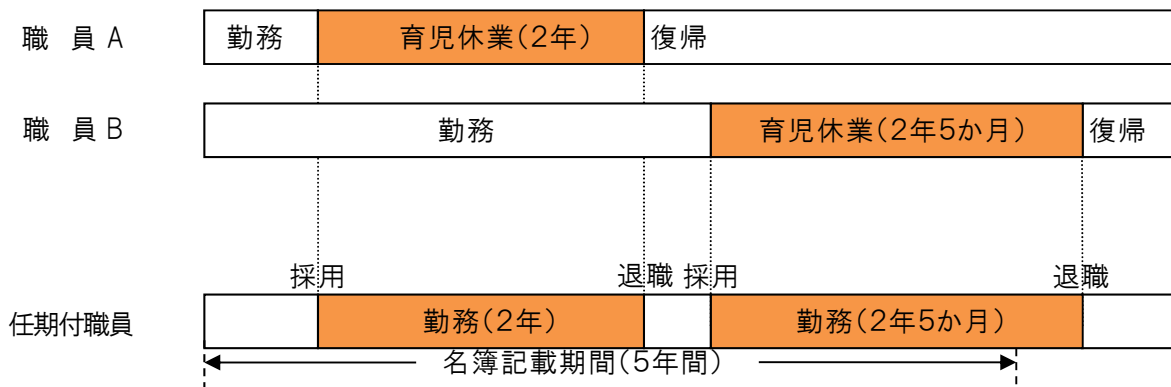 職 員 A 勤務 育児休業(2年) 復帰
職 員 B 勤務 育児休業(2年5か月) 復帰
採用 退職 採用 退職
任期付職員 勤務(2年) 勤務(2年5か月)
名簿記載期間(5年間)